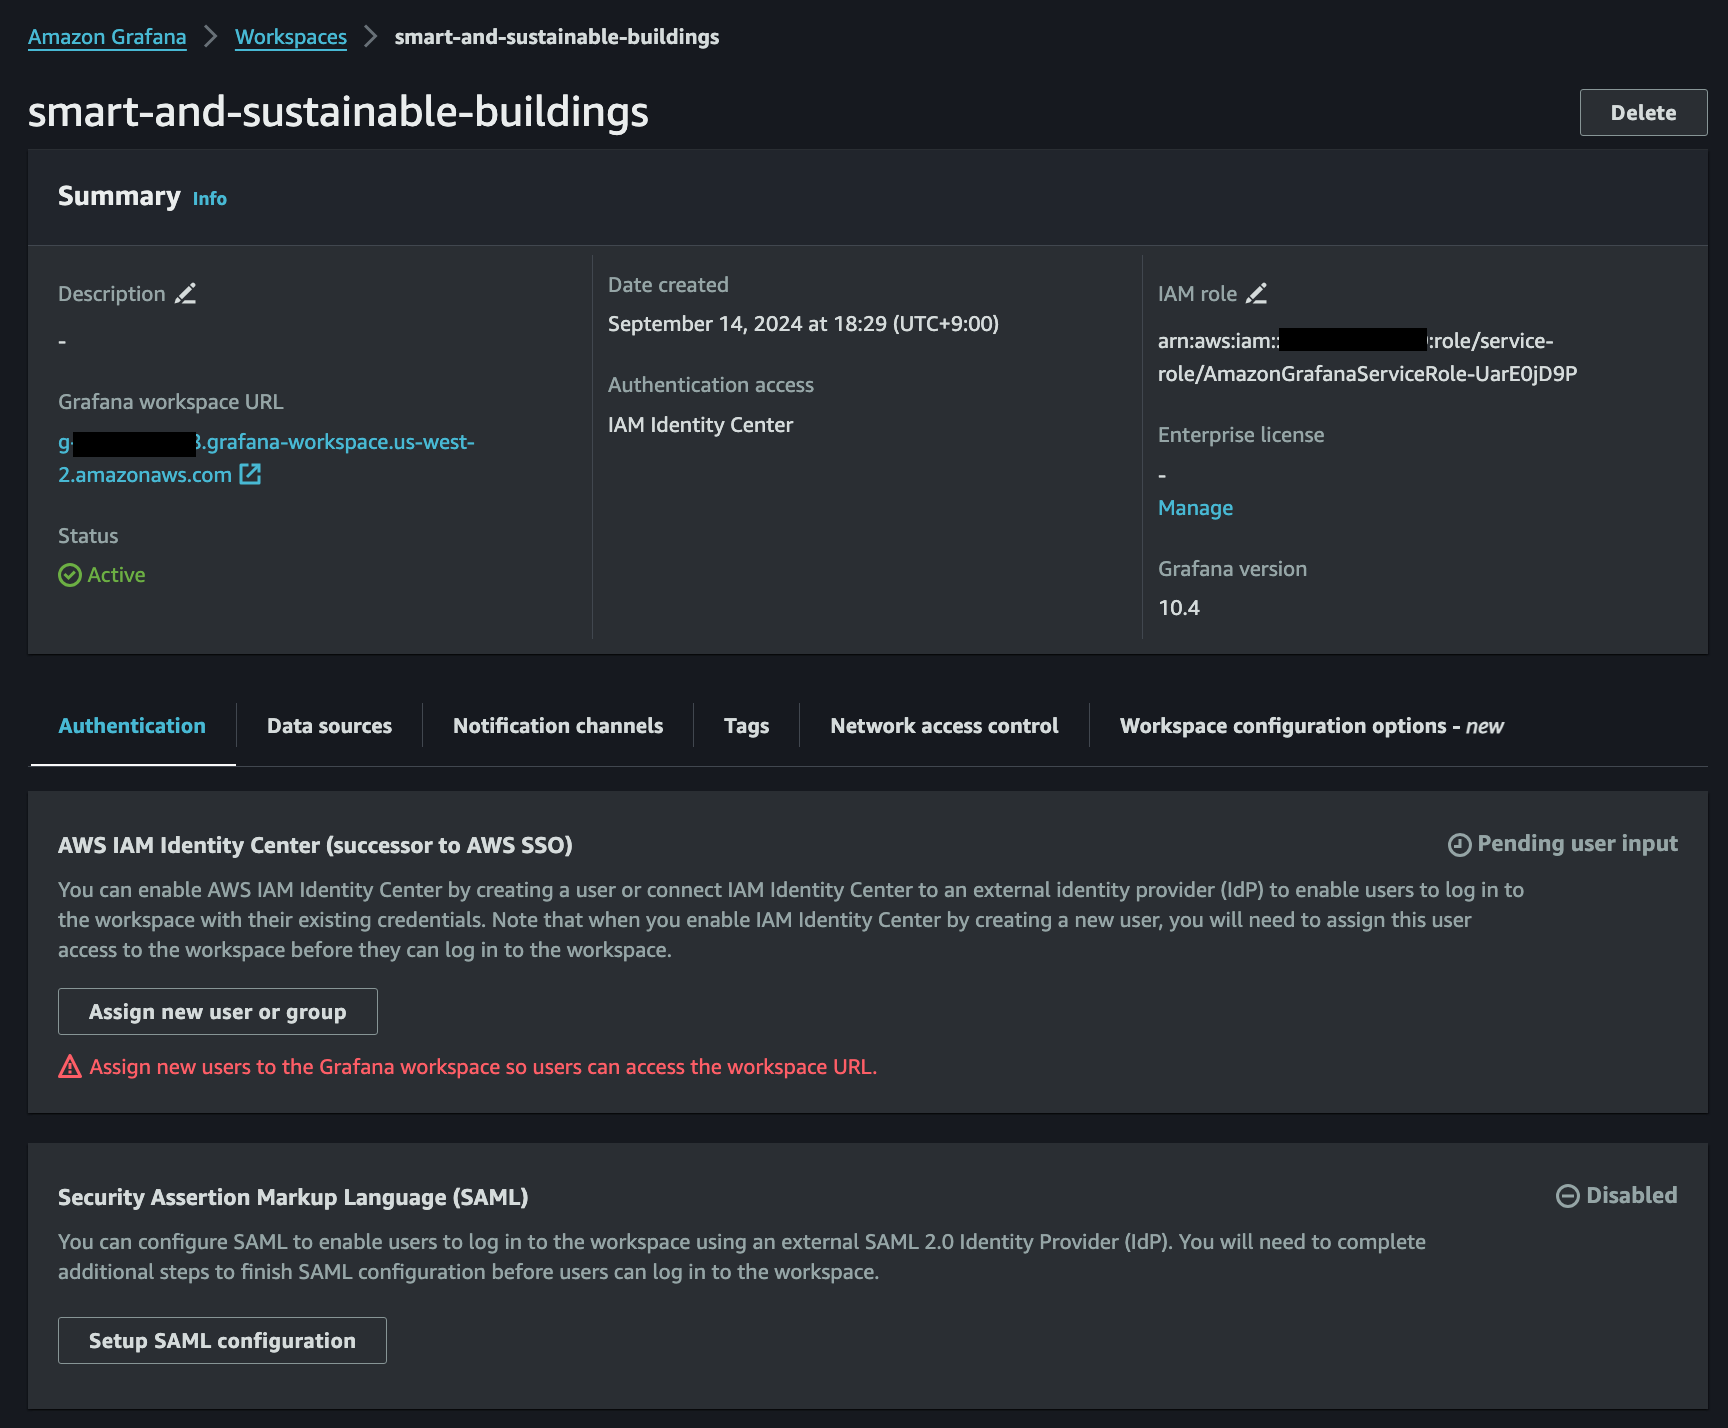 Amazon Grafana > Workspaces > smart-and-sustainable-buildings
smart-and-sustainable-buildings
Delete
Summary Info
Description
-
Grafana workspace URL
g-.grafana-workspace.us-west-
2.amazonaws.com
Status
Active
Date created
September 14, 2024 at 18:29 (UTC+9:00)
Authentication access
IAM Identity Center
IAM role
arn:aws:iam:::role/service-
role/AmazonGrafanaServiceRole-UarE0jD9P
Enterprise license
-
Manage
Grafana version
10.4
Authentication
Data sources
Notification channels
Tags
Network access control
Workspace configuration options - new
AWS IAM Identity Center (successor to AWS SSO)
Pending user input
You can enable AWS IAM Identity Center by creating a user or connect IAM Identity Center to an external identity provider (IdP) to enable users to log in to
the workspace with their existing credentials. Note that when you enable IAM Identity Center by creating a new user, you will need to assign this user
access to the workspace before they can log in to the workspace.
Assign new user or group
Assign new users to the Grafana workspace so users can access the workspace URL.
Security Assertion Markup Language (SAML)
Disabled
You can configure SAML to enable users to log in to the workspace using an external SAML 2.0 Identity Provider (IdP). You will need to complete
additional steps to finish SAML configuration before users can log in to the workspace.
Setup SAML configuration